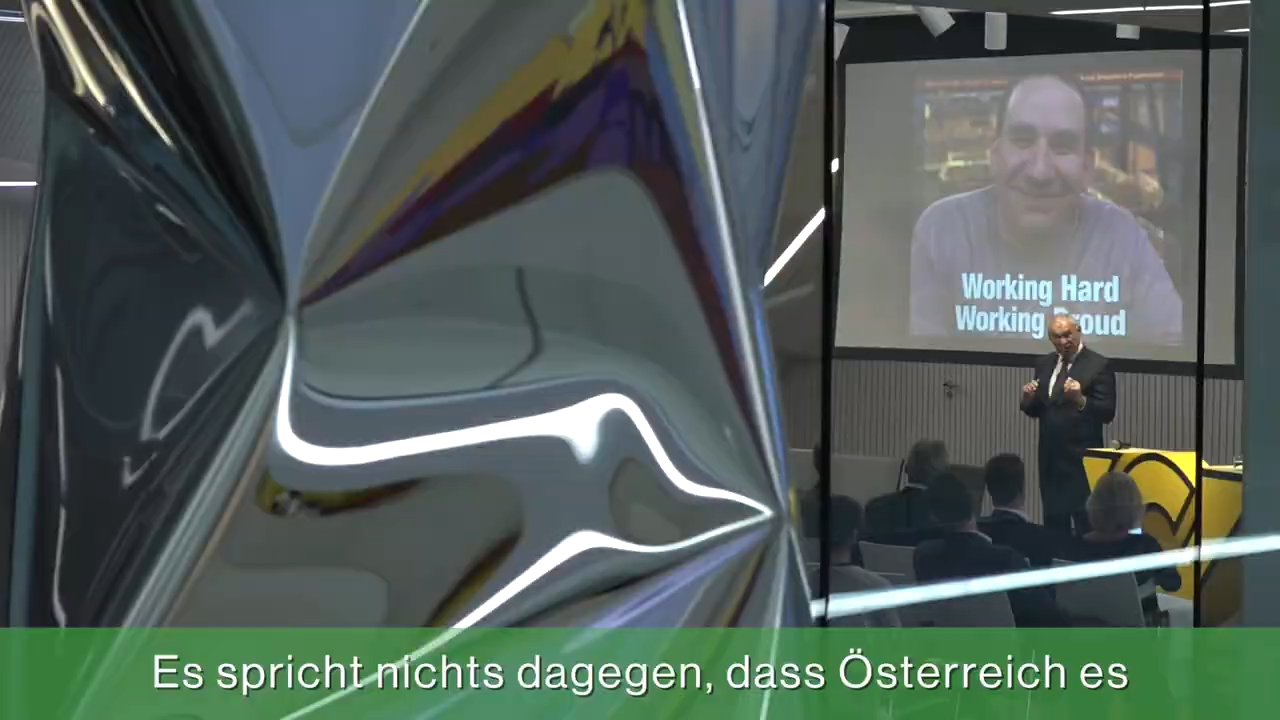 Working Hard
Working Proud
Es spricht nichts dagegen, dass Österreich es